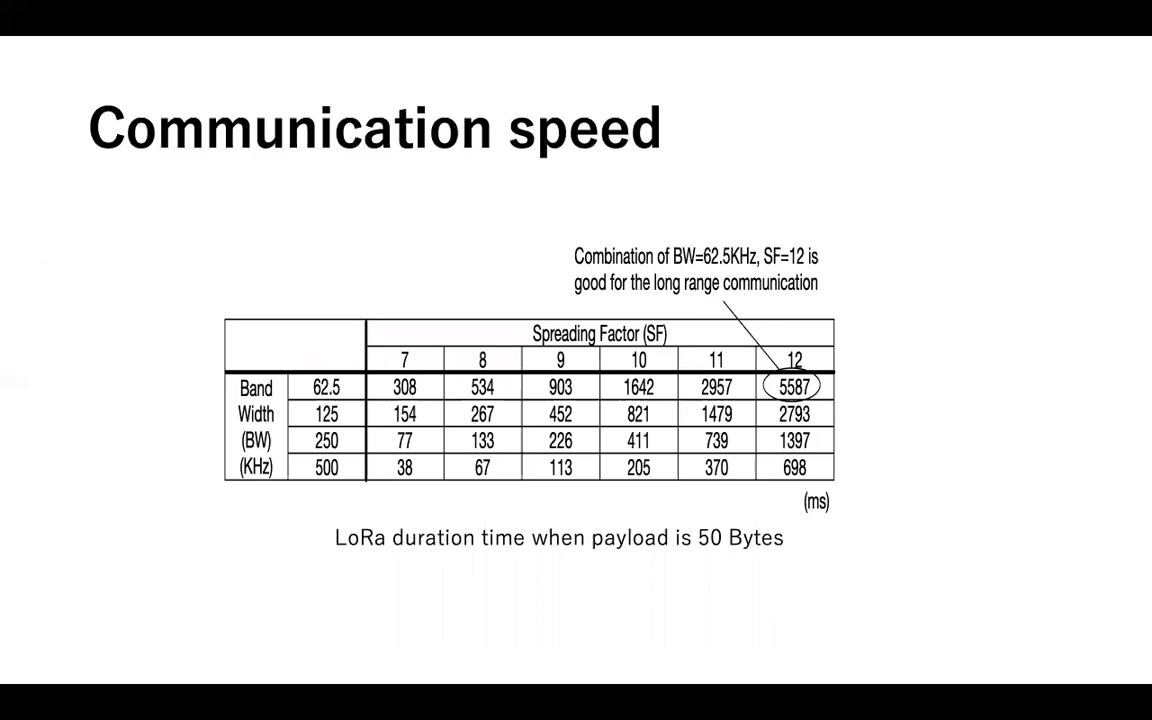 Communication speed
Combination of BW=62.5KHz, SF=12 is
good for the long range communication
Spreading Factor (SF)
7 8 9 10 11 12
Band 62.5 308 534 903 1642 2957 5587
Width 125 154 267 452 821 1479 2793
(BW) 250 77 133 226 411 739 1397
(KHz) 500 38 67 113 205 370 698
(ms)
LoRa duration time when payload is 50 Bytes